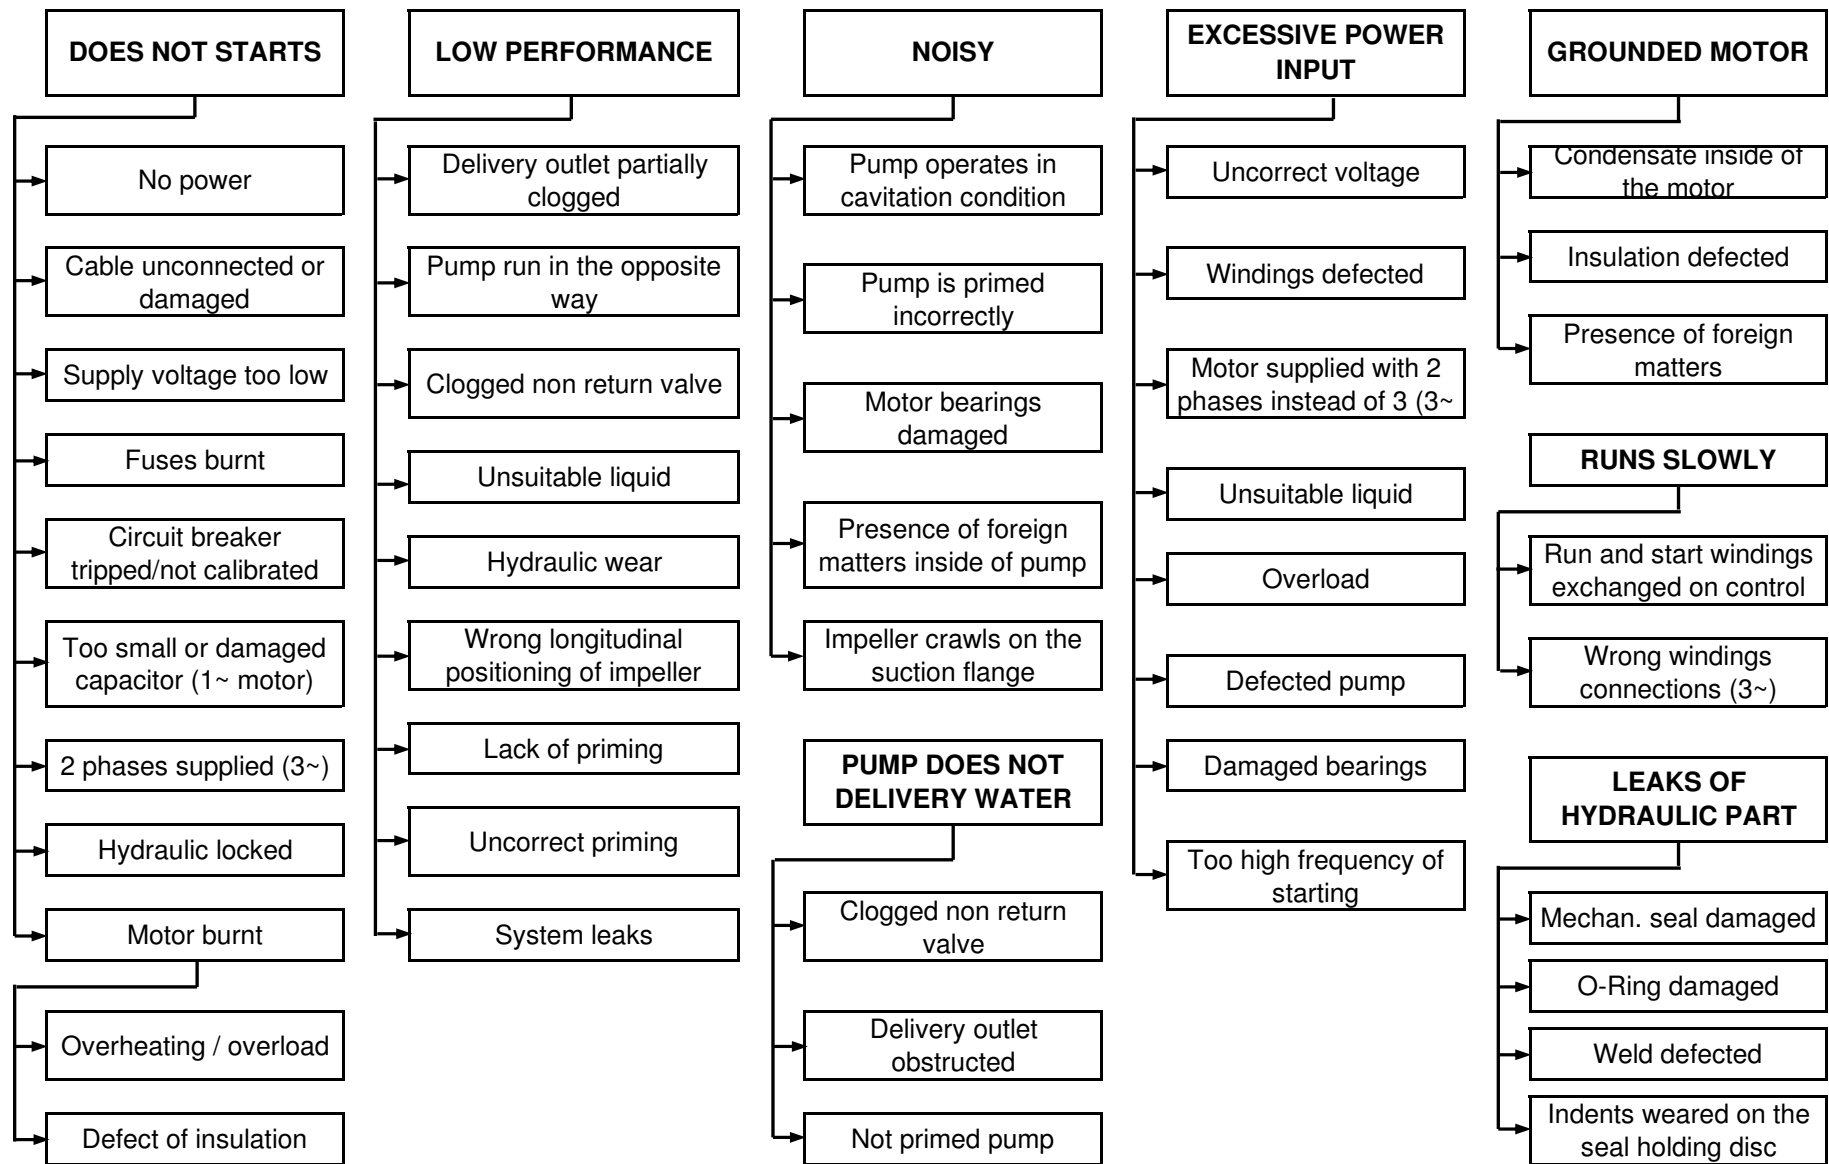 DOES NOT STARTS
No power
Cable unconnected or
damaged
Supply voltage too low
Fuses burnt
Circuit breaker
tripped/not calibrated
Too small or damaged
capacitor (1~ motor)
2 phases supplied (3~)
Hydraulic locked
Motor burnt
Overheating / overload
Defect of insulation
LOW PERFORMANCE
Delivery outlet partially
clogged
Pump run in the opposite
way
Clogged non return valve
Unsuitable liquid
Hydraulic wear
Wrong longitudinal
positioning of impeller
Lack of priming
Uncorrect priming
System leaks
NOISY
Pump operates in
cavitation condition
Pump is primed
incorrectly
Motor bearings
damaged
Presence of foreign
matters inside of pump
Impeller crawls on the
suction flange
PUMP DOES NOT
DELIVERY WATER
Clogged non return
valve
Delivery outlet
obstructed
Not primed pump
EXCESSIVE POWER
INPUT
Uncorrect voltage
Windings defected
Motor supplied with 2
phases instead of 3 (3~
Unsuitable liquid
Overload
Defected pump
Damaged bearings
Too high frequency of
starting
GROUNDED MOTOR
Condensate inside of
the motor
Insulation defected
Presence of foreign
matters
RUNS SLOWLY
Run and start windings
exchanged on control
Wrong windings
connections (3~)
LEAKS OF
HYDRAULIC PART
Mechan. seal damaged
O-Ring damaged
Weld defected
Indents weared on the
seal holding disc